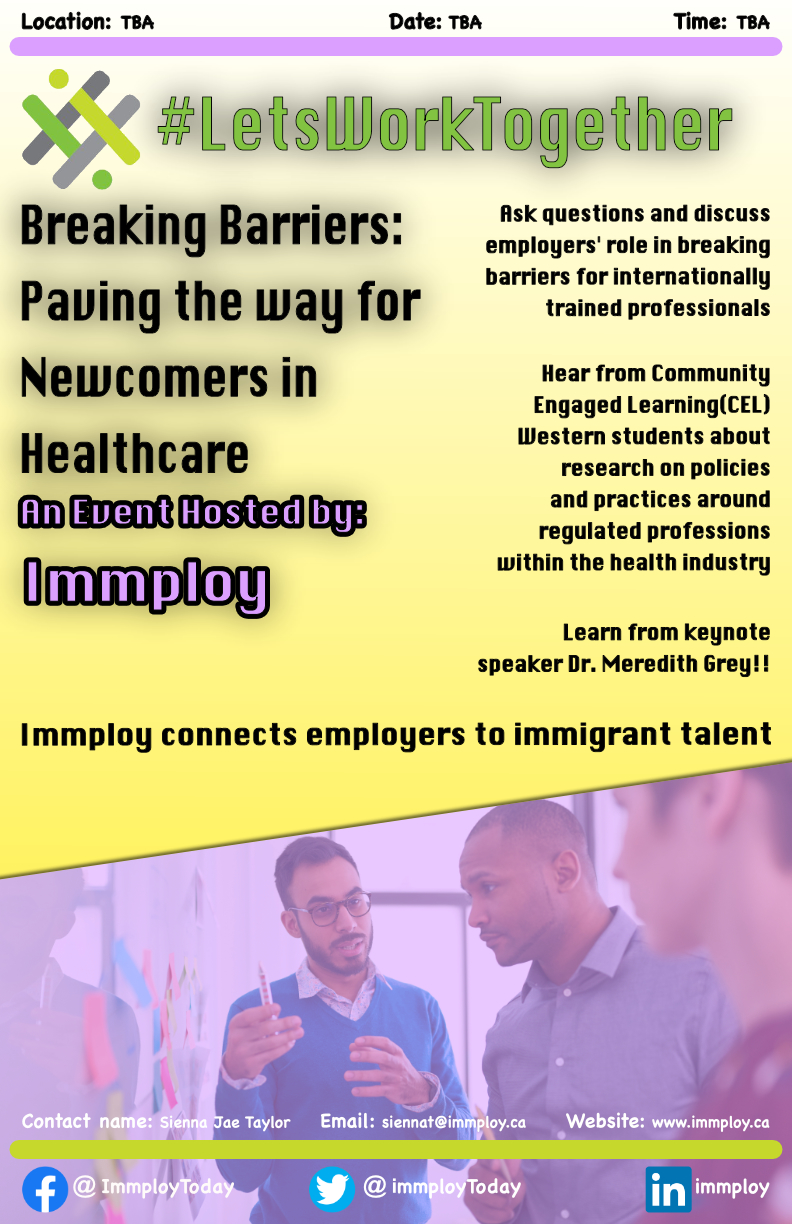 Location: TBA
Date: TBA
Time: TBA
#LetsWorkTogether
Breaking Barriers:
Paving the way for
Newcomers in
Healthcare
An Event Hosted by:
Immploy
Ask questions and discuss
employers' role in breaking
barriers for internationally
trained professionals
Hear from Community
Engaged Learning(CEL)
Western students about
research on policies
and practices around
regulated professions
within the health industry
Learn from keynote
speaker Dr. Meredith Grey!!
Immploy connects employers to immigrant talent
Contact name: Sienna Jae Taylor
Email: siennat@immploy.ca
Website: www.immploy.ca
@ ImmployToday
@ immployToday
in immploy